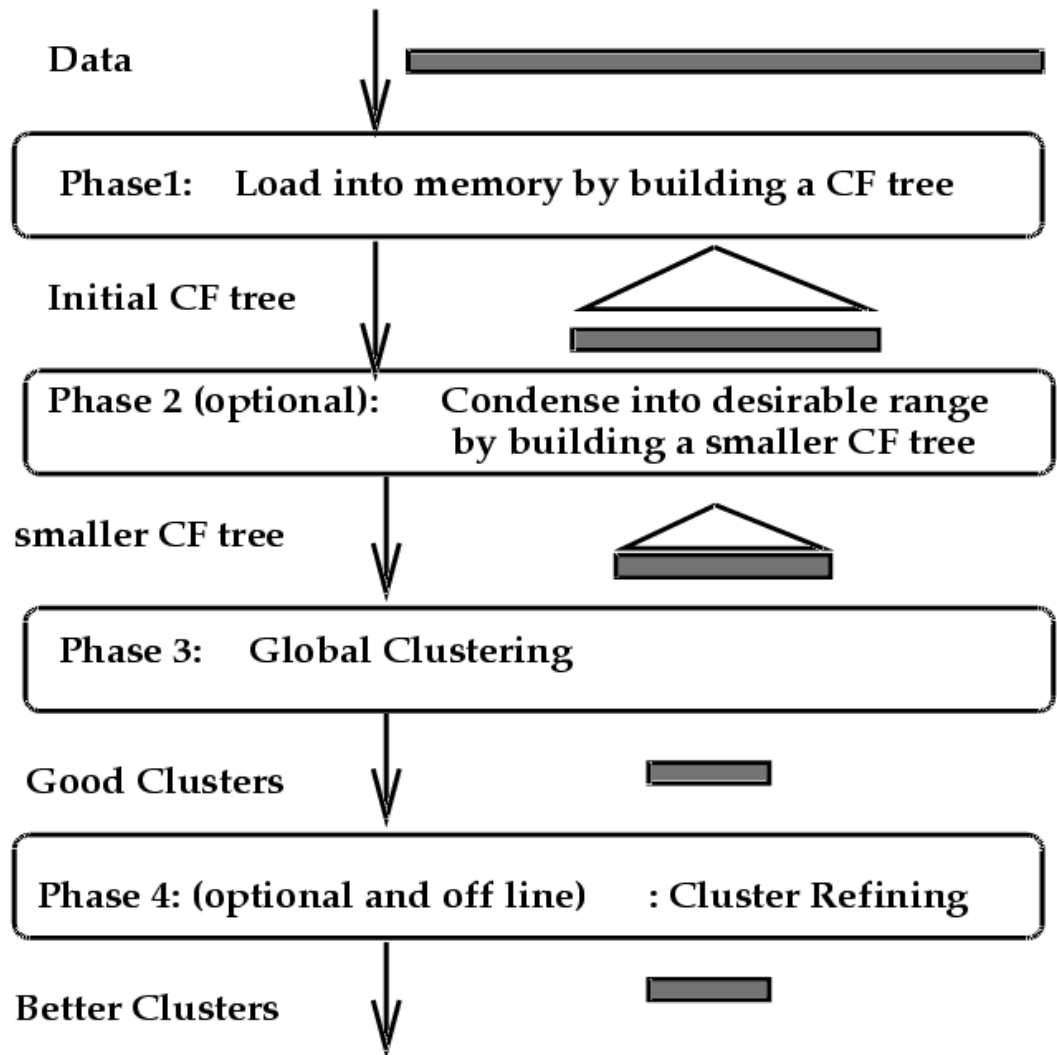 Data
Phase1: Load into memory by building a CF tree
Initial CF tree
Phase 2 (optional): Condense into desirable range
by building a smaller CF tree
smaller CF tree
Phase 3: Global Clustering
Good Clusters
Phase 4: (optional and off line) : Cluster Refining
Better Clusters